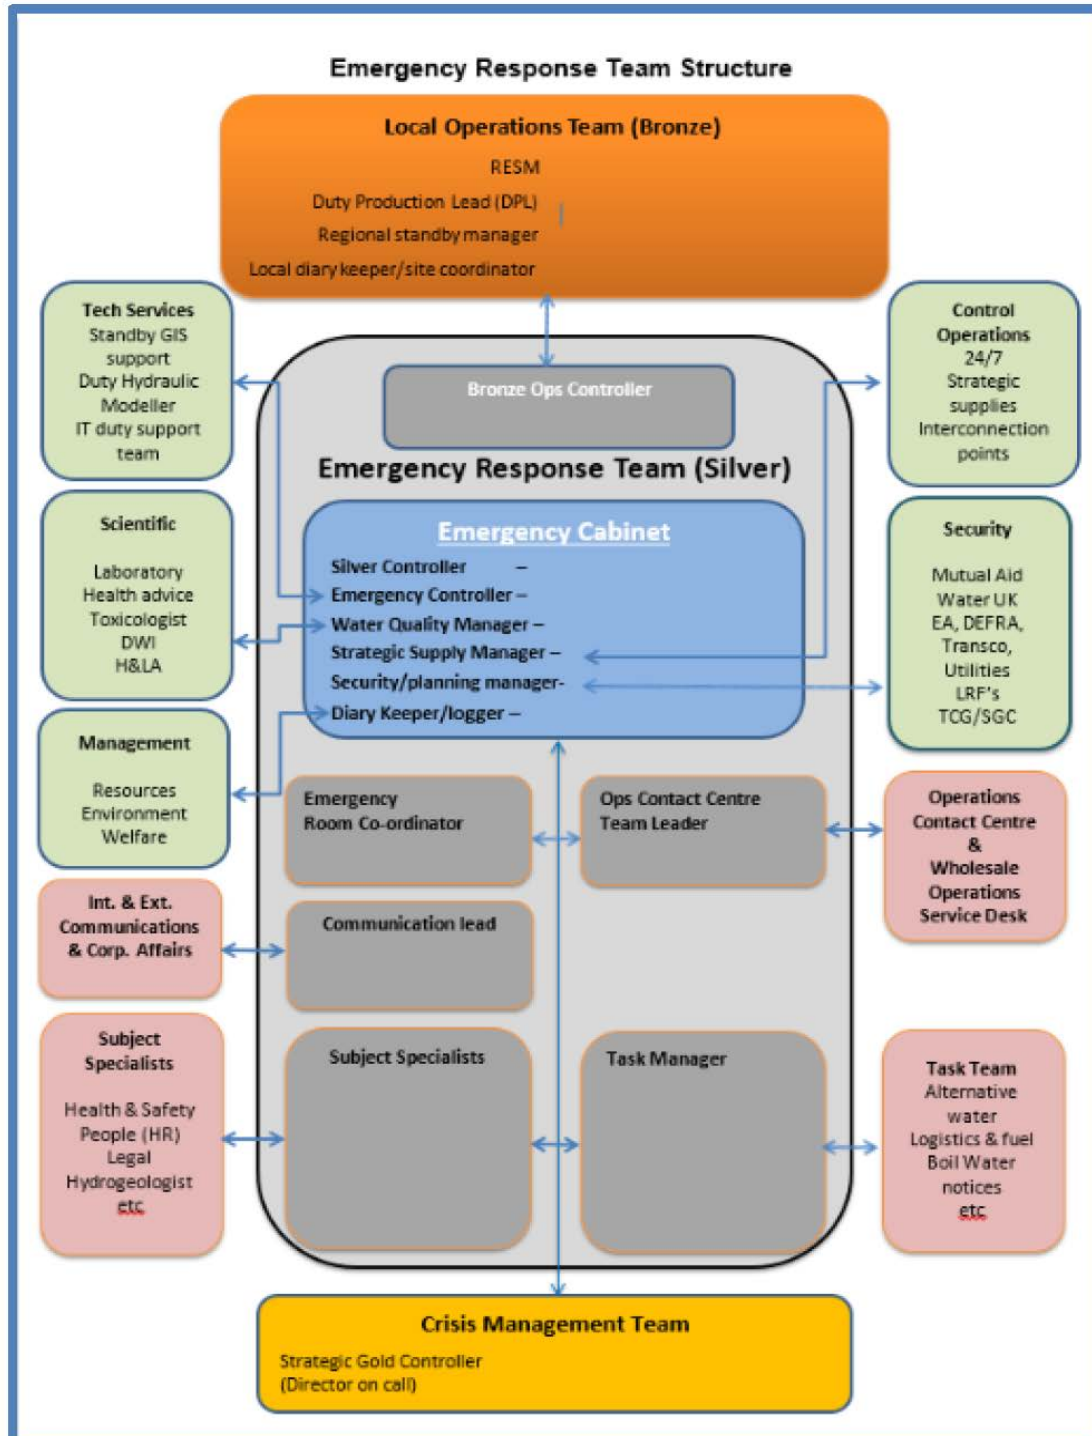 Emergency Response Team Structure
Local Operations Team (Bronze)
RESM
Duty Production Lead (DPL)
Regional standby manager
Local diary keeper/site coordinator
Tech Services
Standby GIS
support
Duty Hydraulic
Modeller
IT duty support
team
Control
Operations
24/7
Strategic
supplies
Interconnection
points
Bronze Ops Controller
Emergency Response Team (Silver)
Emergency Cabinet
Silver Controller –
Emergency Controller –
Water Quality Manager –
Strategic Supply Manager –
Security/planning manager-
Diary Keeper/logger –
Scientific
Laboratory
Health advice
Toxicologist
DWI
H&LA
Security
Mutual Aid
Water UK
EA, DEFRA,
Transco,
Utilities
LRF's
TCG/SGC
Management
Resources
Environment
Welfare
Emergency
Room Co-ordinator
Ops Contact Centre
Team Leader
Operations
Contact Centre
&
Wholesale
Operations
Service Desk
Int. & Ext.
Communications
& Corp. Affairs
Communication lead
Subject
Specialists
Health & Safety
People (HR)
Legal
Hydrogeologist
etc
Subject Specialists
Task Manager
Task Team
Alternative
water
Logistics & fuel
Boil Water
notices
etc
Crisis Management Team
Strategic Gold Controller
(Director on call)